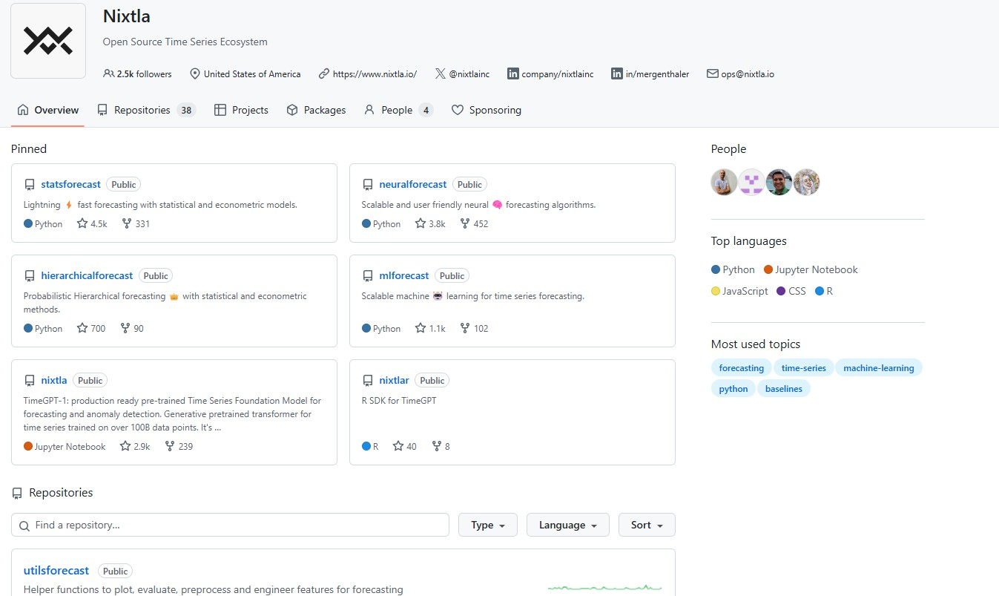 Nixtla
Open Source Time Series Ecosystem
2.5k followers United States of America https://www.nixtla.io/ @nixtlainc company/nixtlainc in/mergenthaler ops@nixtla.io
Overview Repositories 38 Projects Packages People 4 Sponsoring
Pinned
statsforecast Public
Lightning ⚡ fast forecasting with statistical and econometric models.
Python 4.5k 331
neuralforecast Public
Scalable and user friendly neural 🧠 forecasting algorithms.
Python 3.8k 452
hierarchicalforecast Public
Probabilistic Hierarchical forecasting 👑 with statistical and econometric
methods.
Python 700 90
mlforecast Public
Scalable machine 🤖 learning for time series forecasting.
Python 1.1k 102
nixtla Public
TimeGPT-1: production ready pre-trained Time Series Foundation Model for
forecasting and anomaly detection. Generative pretrained transformer for
time series trained on over 100B data points. It's ...
Jupyter Notebook 2.9k 239
nixtlar Public
R SDK for TimeGPT
R 40 8
Repositories
Find a repository...
Type Language Sort
utilsforecast Public
Helper functions to plot, evaluate, preprocess and engineer features for forecasting
People
Top languages
Python Jupyter Notebook
JavaScript CSS R
Most used topics
forecasting time-series machine-learning
python baselines